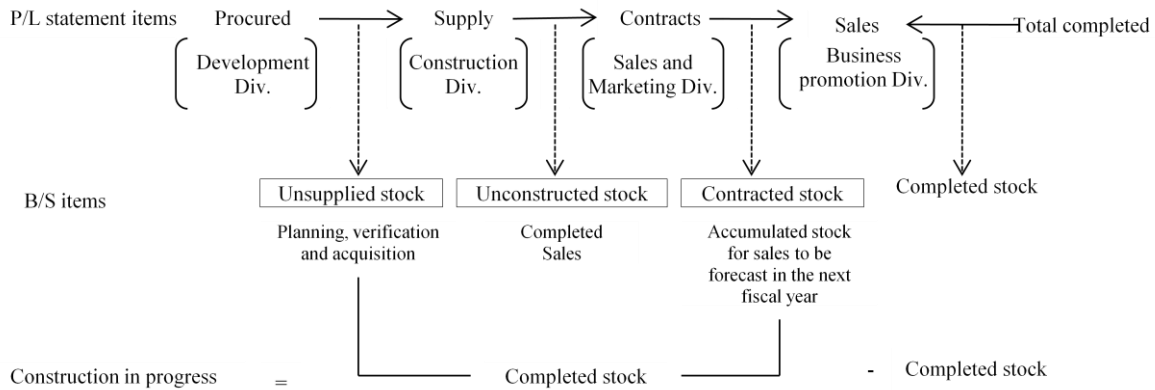 P/L statement items Procured Supply Contracts Sales Total completed
Development
Div.
Construction
Div.
Sales and
Marketing Div.
Business
promotion Div.
B/S items
Unsupplied stock Unconstructed stock Contracted stock Completed stock
Planning, verification
and acquisition
Completed
Sales
Accumulated stock
for sales to be
forecast in the next
fiscal year
Construction in progress = Completed stock - Completed stock